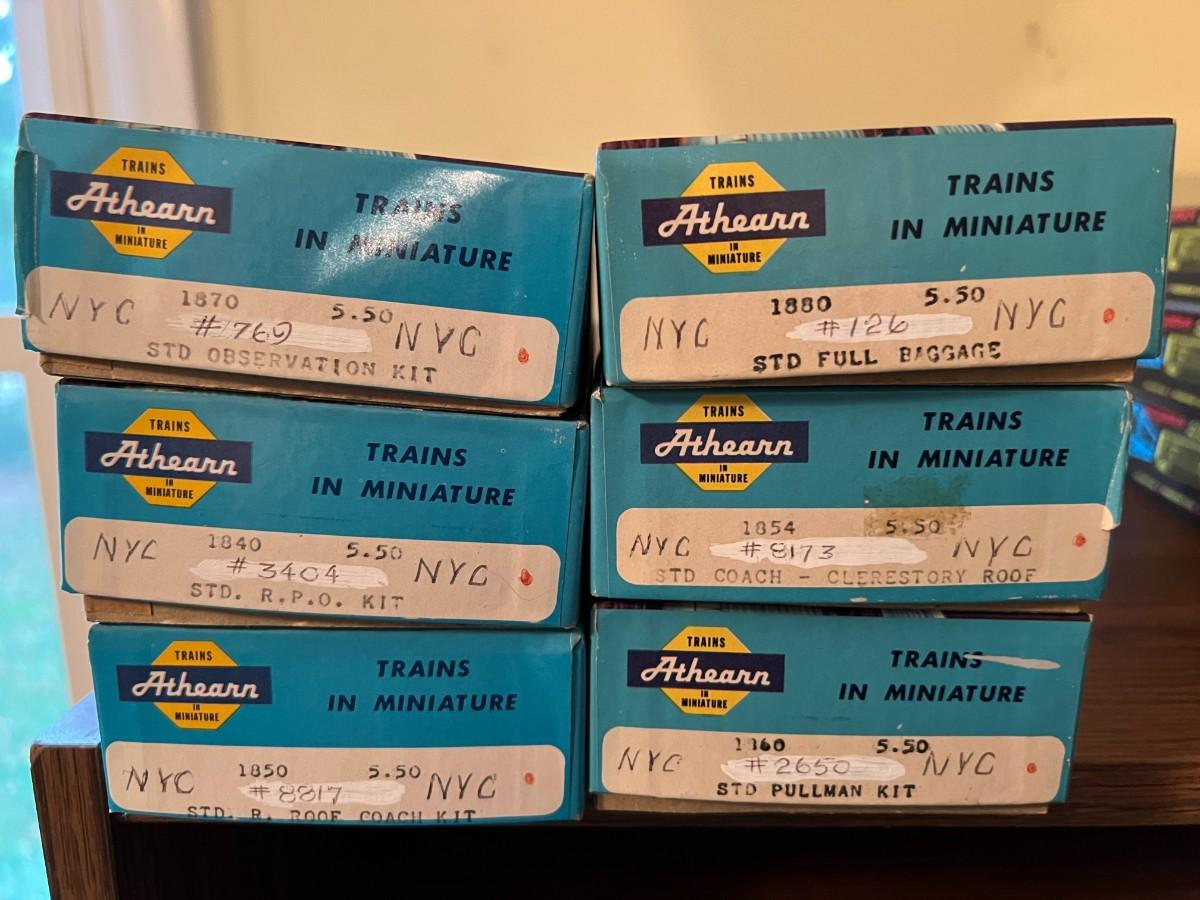 TRAINS
Athearn
IN
MINIATURE
TRAINS
IN MINIATURE
NYC 1870 5.50 NYC
#769
STD OBSERVATION KIT
TRAINS
Athearn
IN
MINIATURE
TRAINS
IN MINIATURE
NYC 1880 5.50 NYC
#126
STD FULL BAGGAGE
TRAINS
Athearn
IN
MINIATURE
TRAINS
IN MINIATURE
NYC 1840 5.50 NYC
#3404
STD. R.P.O. KIT
TRAINS
Athearn
IN
MINIATURE
TRAINS
IN MINIATURE
NYC 1854 5.50 NYC
#8173
STD COACH - CLERESTORY ROOF
TRAINS
Athearn
IN
MINIATURE
TRAINS
IN MINIATURE
NYC 1850 5.50 NYC
#8817
STD. R. ROOF COACH KIT
TRAINS
Athearn
IN
MINIATURE
TRAINS
IN MINIATURE
NYC 5.50 NYC
#2650
STD PULLMAN KIT